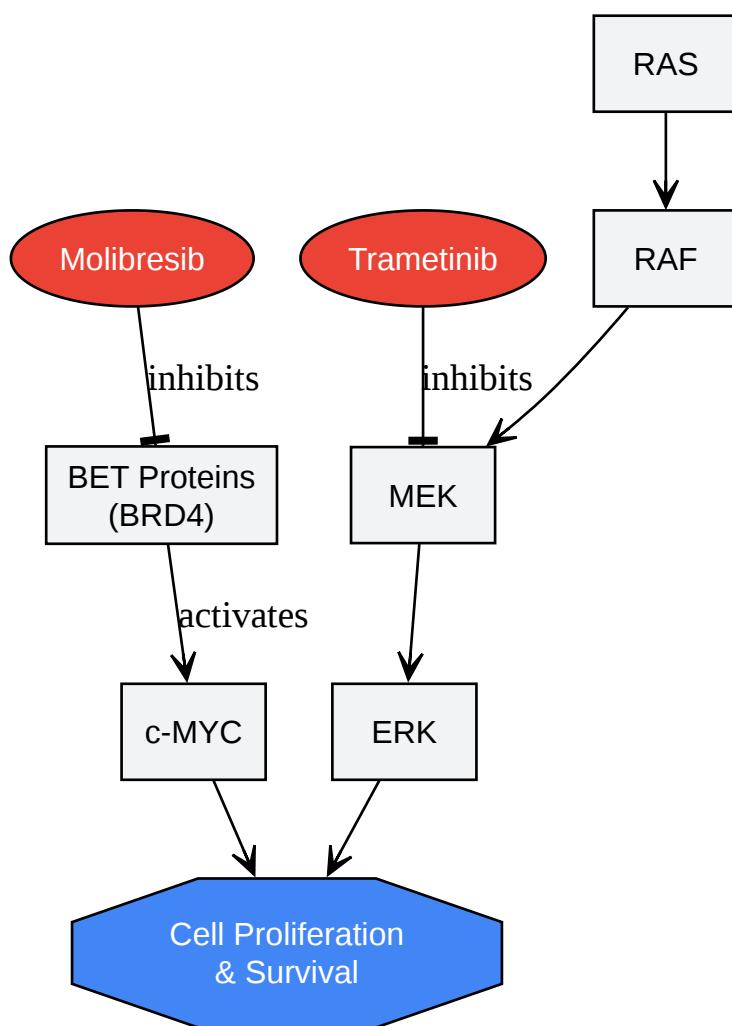 RAS
Molibresib
Trametinib
RAF
inhibits
inhibits
BET Proteins
(BRD4)
MEK
activates
c-MYC
ERK
Cell Proliferation
& Survival